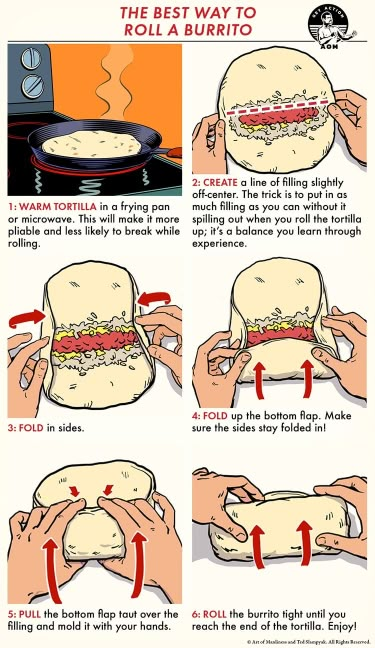 THE BEST WAY TO
ROLL A BURRITO
KEY ACTION
AOM
1: WARM TORTILLA in a frying pan
or microwave. This will make it more
pliable and less likely to break while
rolling.
2: CREATE a line of filling slightly
off-center. The trick is to put in as
much filling as you can without it
spilling out when you roll the tortilla
up; it's a balance you learn through
experience.
3: FOLD in sides.
4: FOLD up the bottom flap. Make
sure the sides stay folded in!
5: PULL the bottom flap taut over the
filling and mold it with your hands.
6: ROLL the burrito tight until you
reach the end of the tortilla. Enjoy!
© Art of Manliness and Ted Slampyak. All Rights Reserved.